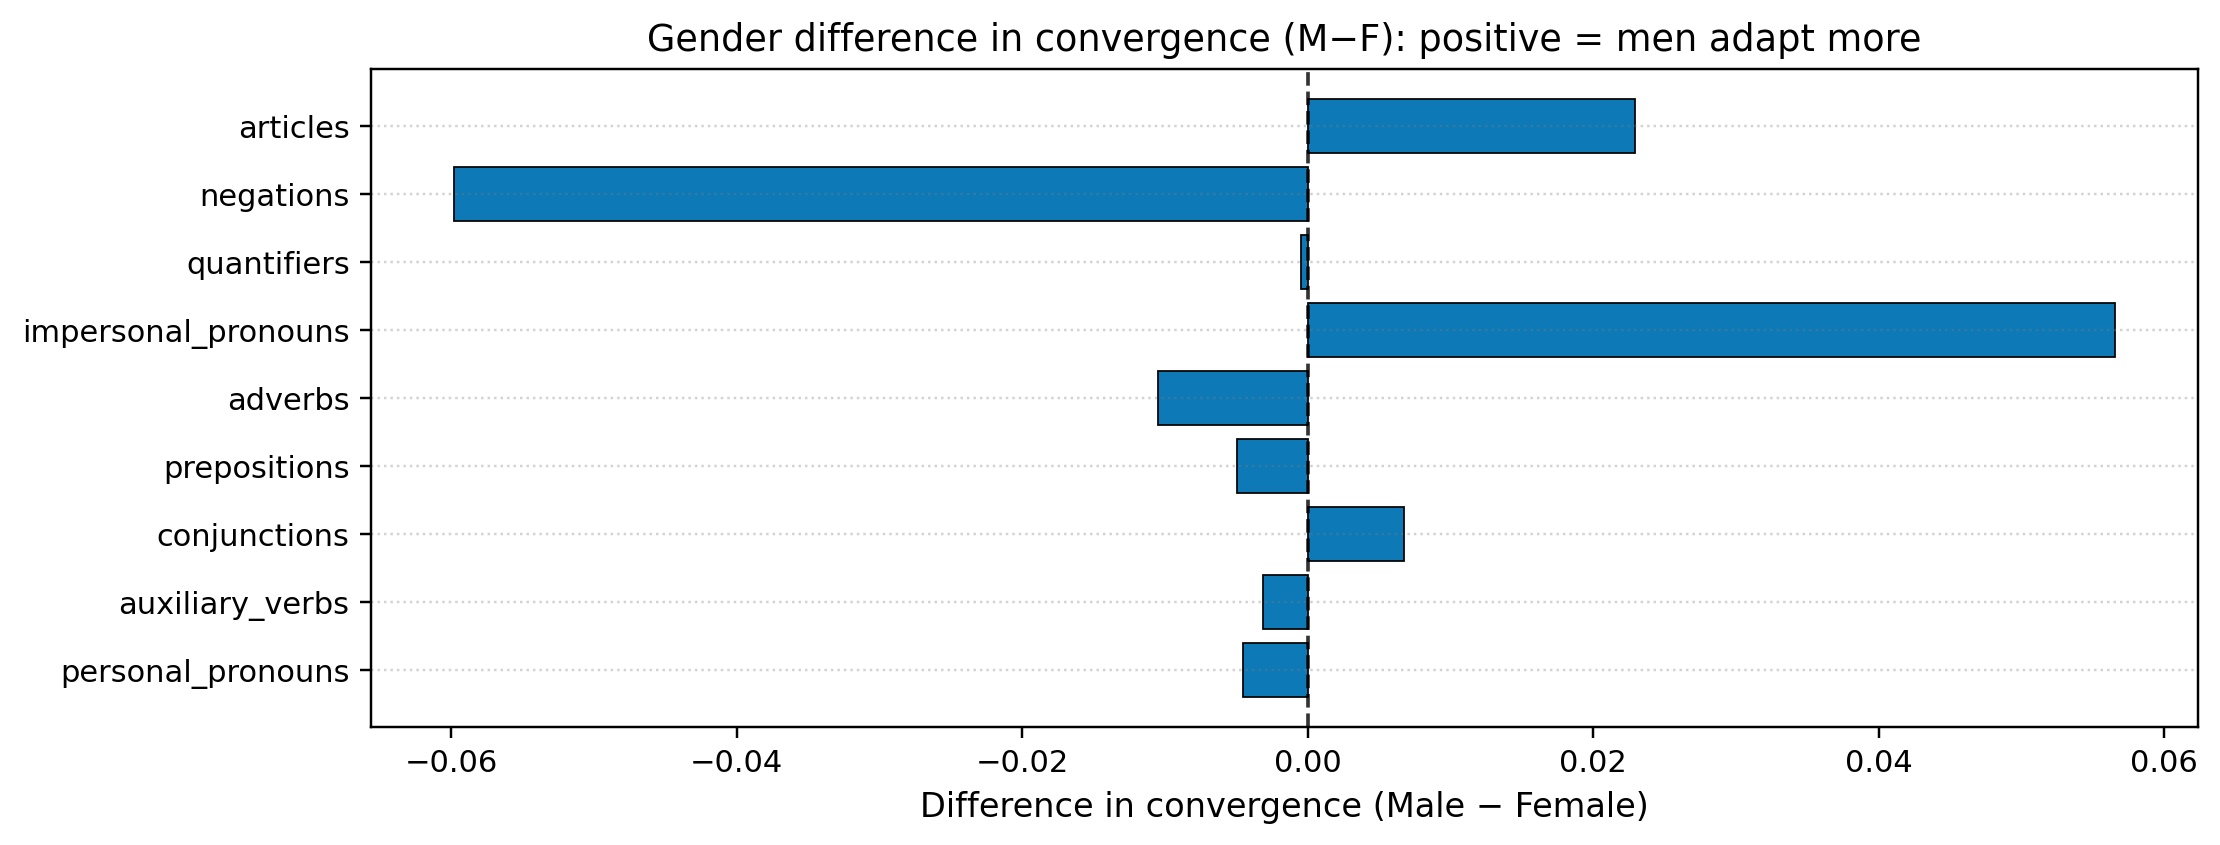 Gender difference in convergence (M−F): positive = men adapt more
articles
negations
quantifiers
impersonal_pronouns
adverbs
prepositions
conjunctions
auxiliary_verbs
personal_pronouns
−0.06 −0.04 −0.02 0.00 0.02 0.04 0.06
Difference in convergence (Male − Female)